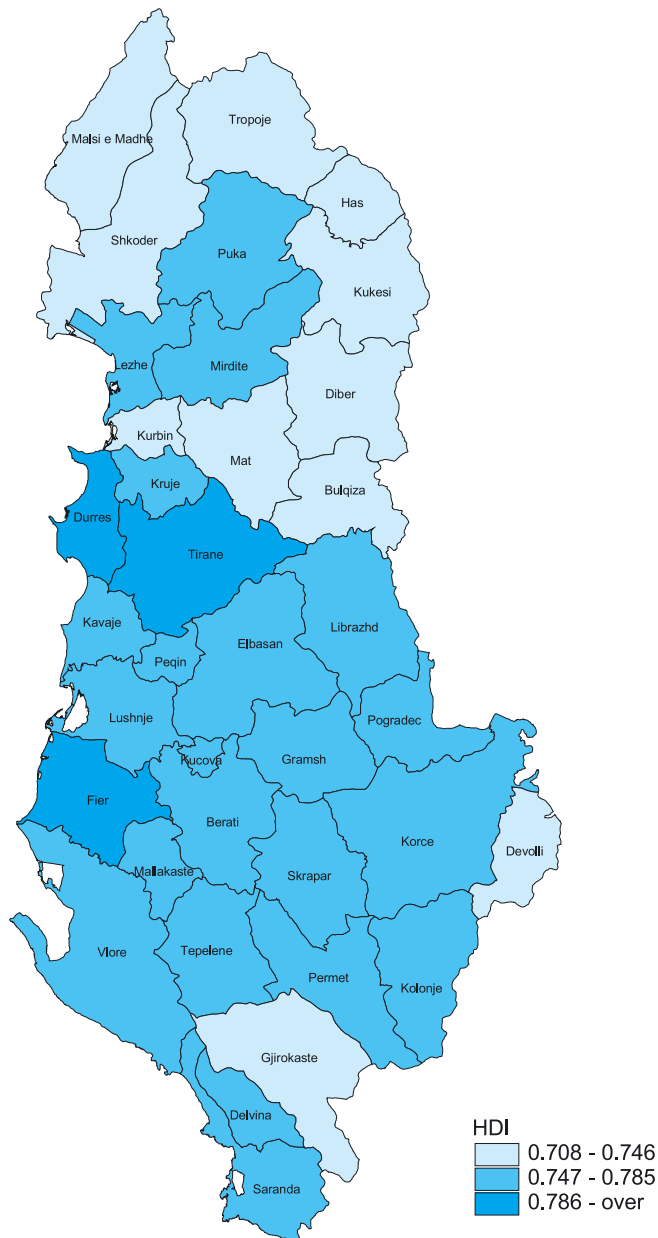 Tropoje
Malsi e Madhe
Has
Shkoder
Puka
Kukesi
Lezhe
Mirdite
Diber
Kurbin
Mat
Kruje
Bulqiza
Durres
Tirane
Kavaje
Librazhd
Elbasan
Peqin
Lushnje
Pogradec
Kucova
Gramsh
Fier
Berati
Korce
Devolli
Mallakaste
Skrapar
Vlore
Tepelene
Permet
Kolonje
Gjirokaste
Delvina
Saranda
HDI
0.708 - 0.746
0.747 - 0.785
0.786 - over